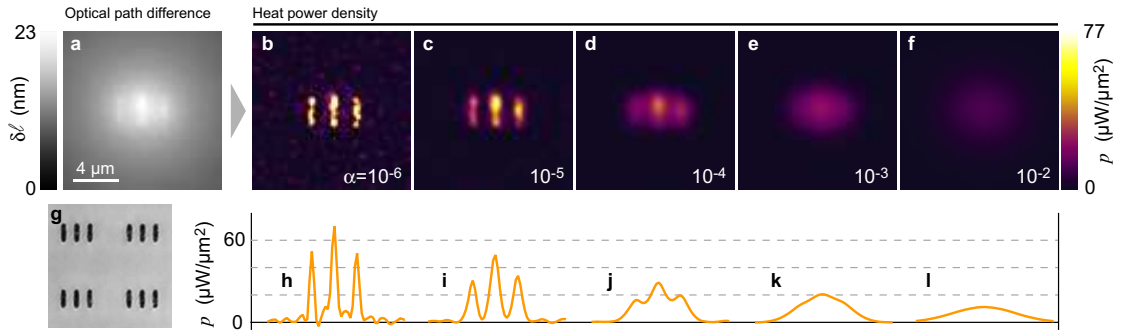 Optical path difference
Heat power density
23
δℓ (nm)
0
a
4 µm
b
α=10-6
c
10-5
d
10-4
e
10-3
f
10-2
77
p (µW/µm2)
0
g
p (µW/µm2)
60
0
h
i
j
k
l